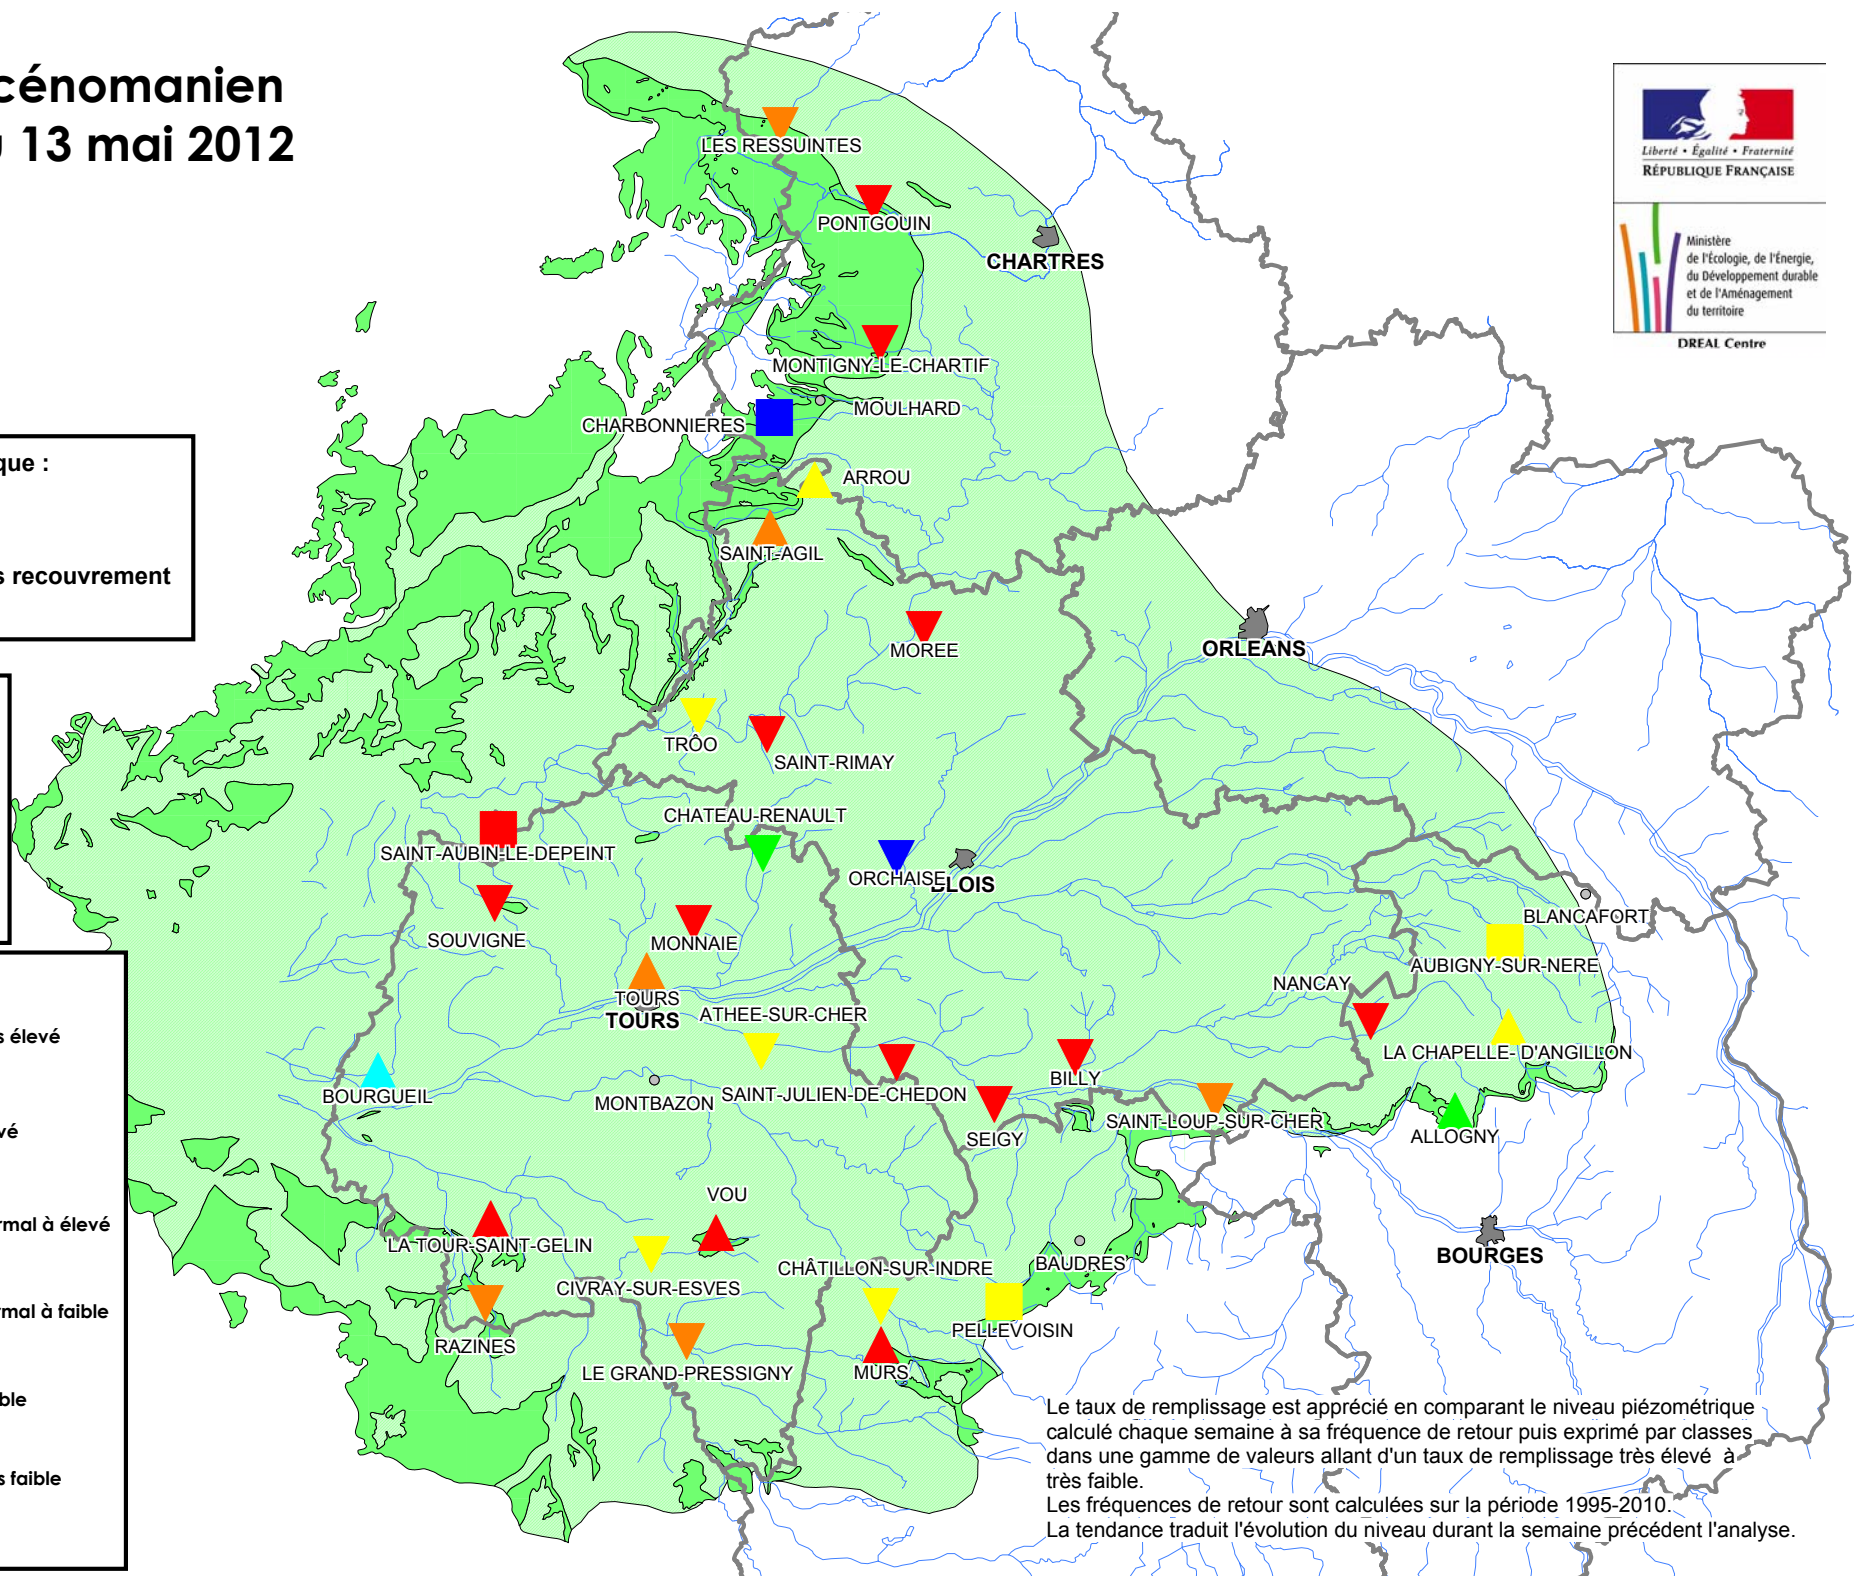 cénomanien
13 mai 2012
Liberté • Égalité • Fraternité
RÉPUBLIQUE FRANÇAISE
Ministère
de l'Écologie, de l'Énergie,
du Développement durable
et de l'Aménagement
du territoire
DREAL Centre
que :
recouvrement
élevé
à élevé
à faible
faible
LES RESSUINTES
PONTGOUIN
CHARTRES
MONTIGNY-LE-CHARTIF
MOULHARD
CHARBONNIERES
ARROU
SAINT-AGIL
MOREE
ORLEANS
TRÔO
SAINT-RIMAY
CHATEAU-RENAULT
SAINT-AUBIN-LE-DEPEINT
ORCHAISE
BLOIS
SOUVIGNE
MONNAIE
BLANCAFORT
AUBIGNY-SUR-NERE
NANCAY
TOURS
TOURS
ATHEE-SUR-CHER
LA CHAPELLE- D'ANGILLON
BOURGUEIL
MONTBAZON
SAINT-JULIEN-DE-CHEDON
BILLY
SEIGY
SAINT-LOUP-SUR-CHER
ALLOGNY
VOU
LA TOUR-SAINT-GELIN
CIVRAY-SUR-ESVES
CHÂTILLON-SUR-INDRE
BAUDRES
BOURGES
RAZINES
PELLEVOISIN
LE GRAND-PRESSIGNY
MURS
Le taux de remplissage est apprécié en comparant le niveau piézométrique
calculé chaque semaine à sa fréquence de retour puis exprimé par classes
dans une gamme de valeurs allant d'un taux de remplissage très élevé à
très faible.
Les fréquences de retour sont calculées sur la période 1995-2010.
La tendance traduit l'évolution du niveau durant la semaine précédent l'analyse.